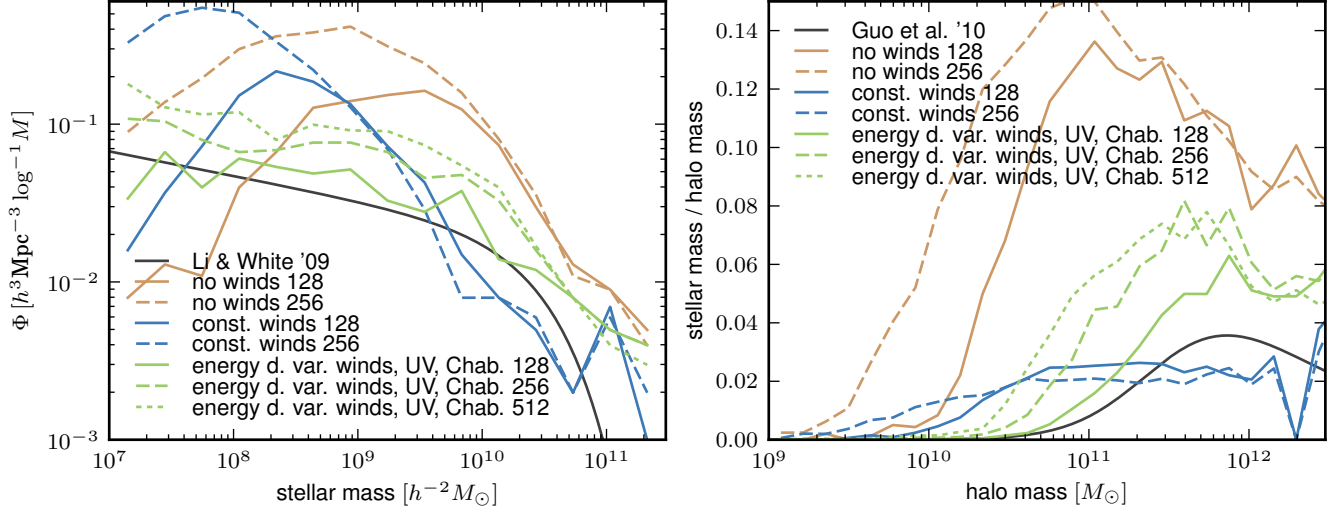 Φ [h³Mpc⁻³ log⁻¹ M]
10⁻¹
10⁻²
10⁻³
Li & White '09
no winds 128
no winds 256
const. winds 128
const. winds 256
energy d. var. winds, UV, Chab. 128
energy d. var. winds, UV, Chab. 256
energy d. var. winds, UV, Chab. 512
10⁷ 10⁸ 10⁹ 10¹⁰ 10¹¹
stellar mass [h⁻²M☉]
stellar mass / halo mass
0.14
0.12
0.10
0.08
0.06
0.04
0.02
0.00
Guo et al. '10
no winds 128
no winds 256
const. winds 128
const. winds 256
energy d. var. winds, UV, Chab. 128
energy d. var. winds, UV, Chab. 256
energy d. var. winds, UV, Chab. 512
10⁹ 10¹⁰ 10¹¹ 10¹²
halo mass [M☉]